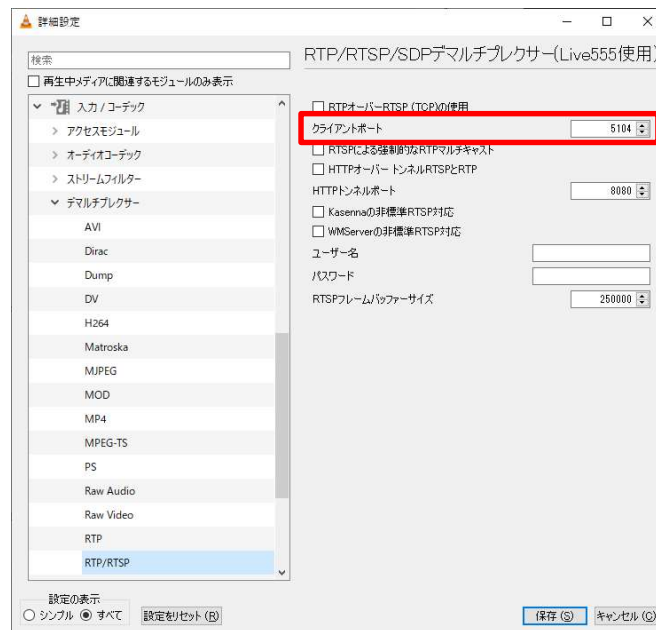 詳細設定
検索
再生中メディアに関連するモジュールのみ表示
入力 / コーデック
アクセスモジュール
オーディオコーデック
ストリームフィルター
デマルチプレクサー
AVI
Dirac
Dump
DV
H264
Matroska
MJPEG
MOD
MP4
MPEG-TS
PS
Raw Audio
Raw Video
RTP
RTP/RTSP
設定の表示
シンプル すべて 設定をリセット (R)
RTP/RTSP/SDPデマルチプレクサー(Live555使用)
RTPオーバーRTSP (TCP)の使用
クライアントポート 5104
RTSPによる強制的なRTPマルチキャスト
HTTPオーバー トンネルRTSPとRTP
HTTPトンネルポート 8080
Kasennaの非標準RTSP対応
WMServerの非標準RTSP対応
ユーザー名
パスワード
RTSPフレームバッファーサイズ 250000
保存 (S) キャンセル (C)